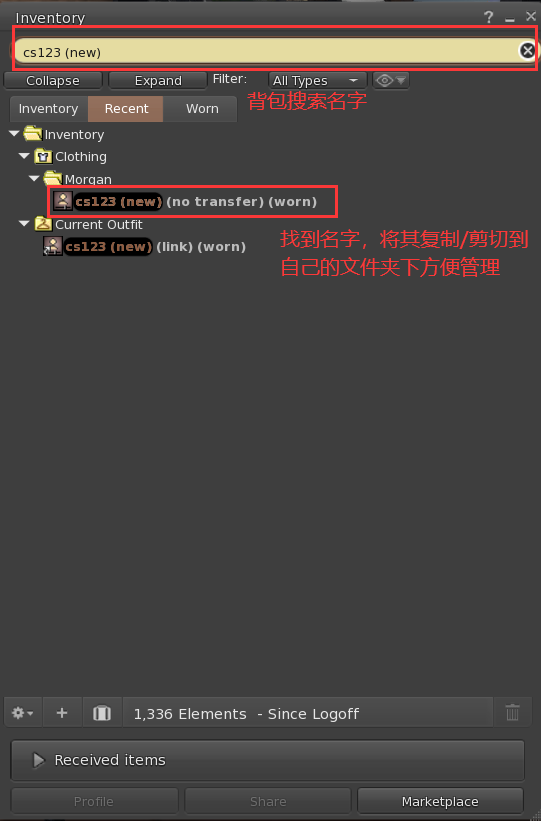 Inventory
cs123 (new)
Collapse Expand Filter: All Types
背包搜索名字
Inventory Recent Worn
Inventory
Clothing
Morgan
cs123 (new) (no transfer) (worn)
Current Outfit
cs123 (new) (link) (worn)
找到名字，将其复制/剪切到
自己的文件夹下方便管理
1,336 Elements - Since Logoff
Received items
Profile Share Marketplace